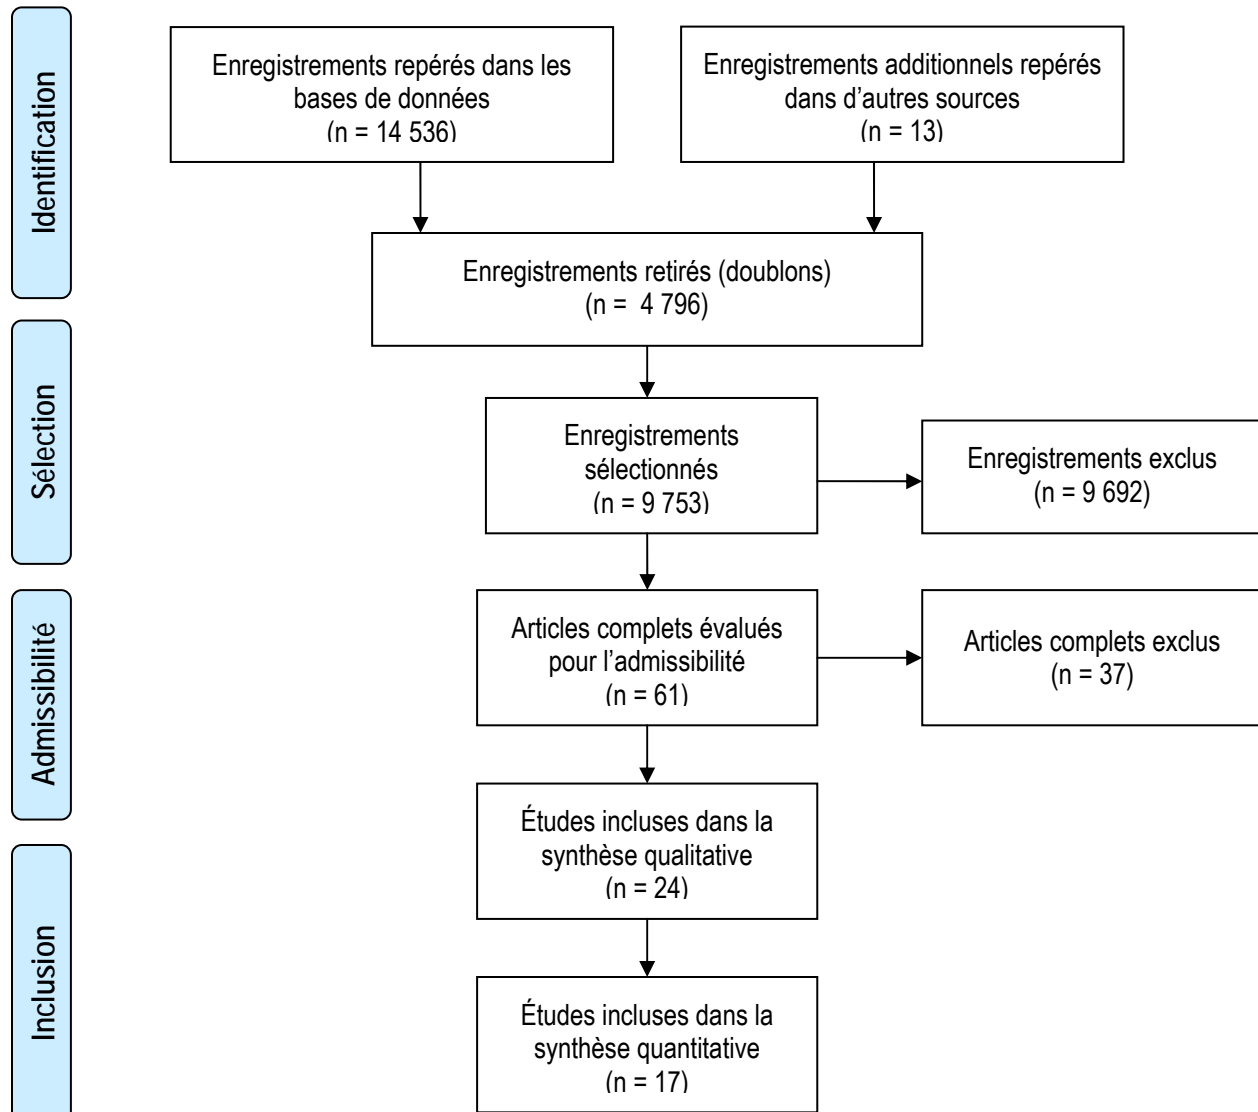 Identification
Enregistrements repérés dans les
bases de données
(n = 14 536)
Enregistrements additionnels repérés
dans d’autres sources
(n = 13)
Enregistrements retirés (doublons)
(n =  4 796)
Sélection
Enregistrements
sélectionnés
(n = 9 753)
Enregistrements exclus
(n = 9 692)
Admissibilité
Articles complets évalués
pour l’admissibilité
(n = 61)
Articles complets exclus
(n = 37)
Inclusion
Études incluses dans la
synthèse qualitative
(n = 24)
Études incluses dans la
synthèse quantitative
(n = 17)